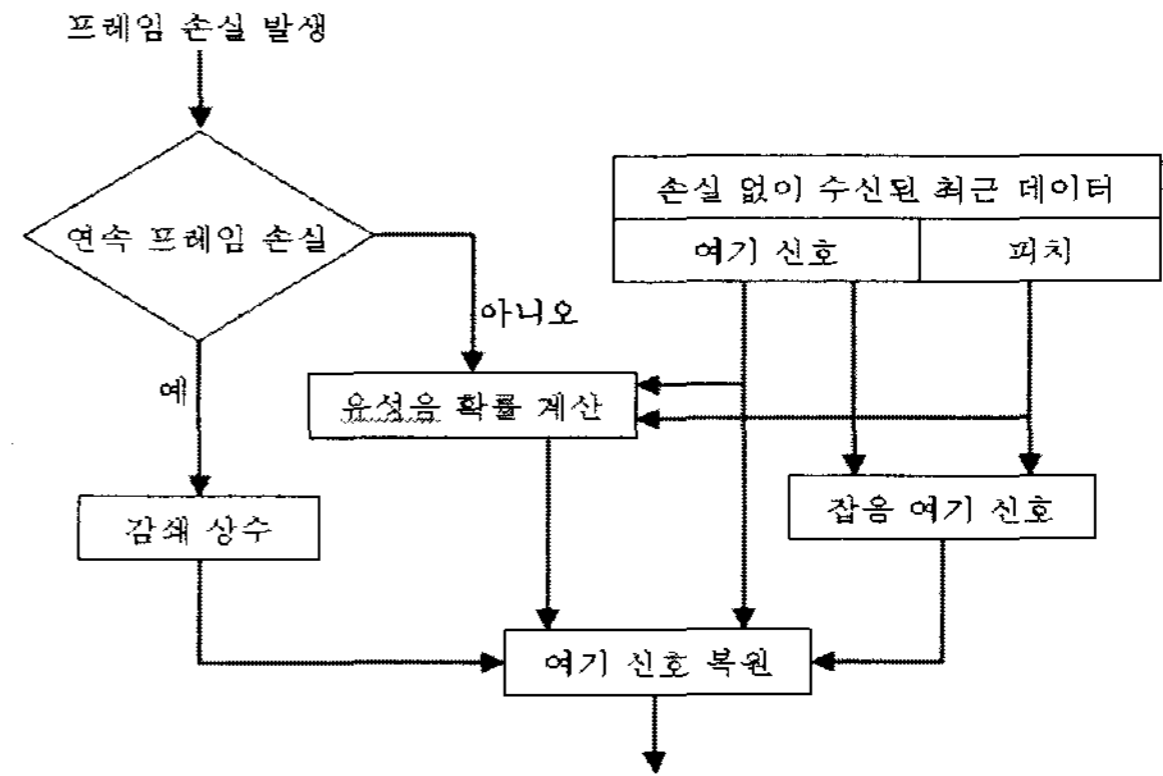 프레임 손실 발생
연속 프레임 손실
손실 없이 수신된 최근 데이터
여기 신호
피치
아니오
예
유성음 확률 계산
감쇄 상수
잡음 여기 신호
여기 신호 복원